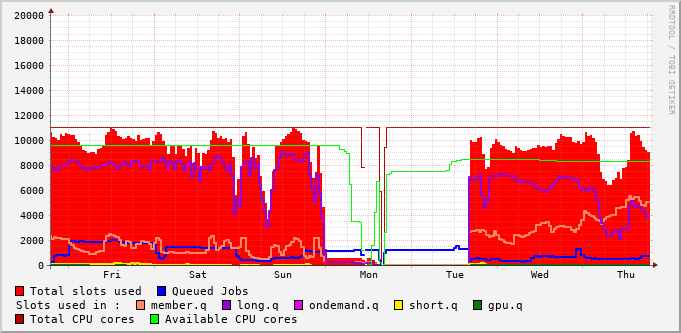 20000
18000
16000
14000
12000
10000
8000
6000
4000
2000
0
Fri Sat Sun Mon Tue Wed Thu
Total slots used Queued Jobs
Slots used in : member.q long.q ondemand.q short.q gpu.q
Total CPU cores Available CPU cores
RRDTOOL / TOBI OETIKER